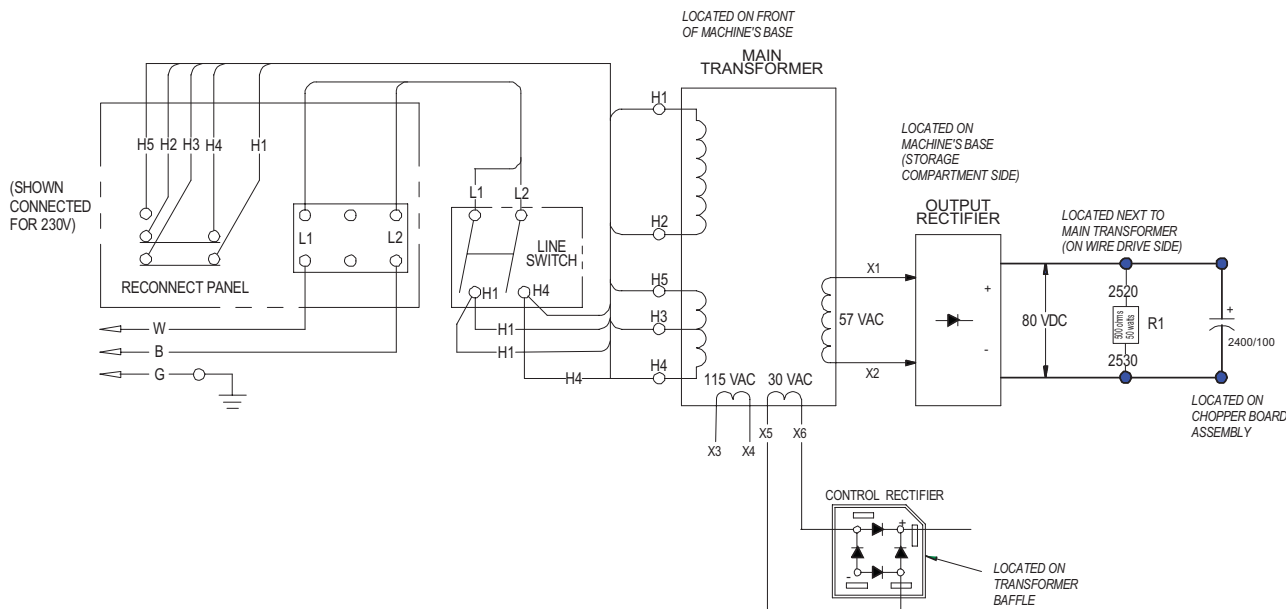 LOCATED ON FRONT
OF MACHINE'S BASE
MAIN
TRANSFORMER
H1
H5
H2
H3
H4
H1
(SHOWN
CONNECTED
FOR 230V)
L1
L2
RECONNECT PANEL
L1
L2
LINE
SWITCH
H1
H4
H1
H1
H4
W
B
G
H2
H5
H3
H4
115 VAC
30 VAC
X3
X4
X5
X6
57 VAC
X1
X2
LOCATED ON
MACHINE'S BASE
(STORAGE
COMPARTMENT SIDE)
OUTPUT
RECTIFIER
+
-
80 VDC
LOCATED NEXT TO
MAIN TRANSFORMER
(ON WIRE DRIVE SIDE)
2520
500 ohms
50 watts
R1
2530
+
2400/100
LOCATED ON
CHOPPER BOARD
ASSEMBLY
CONTROL RECTIFIER
+
-
LOCATED ON
TRANSFORMER
BAFFLE